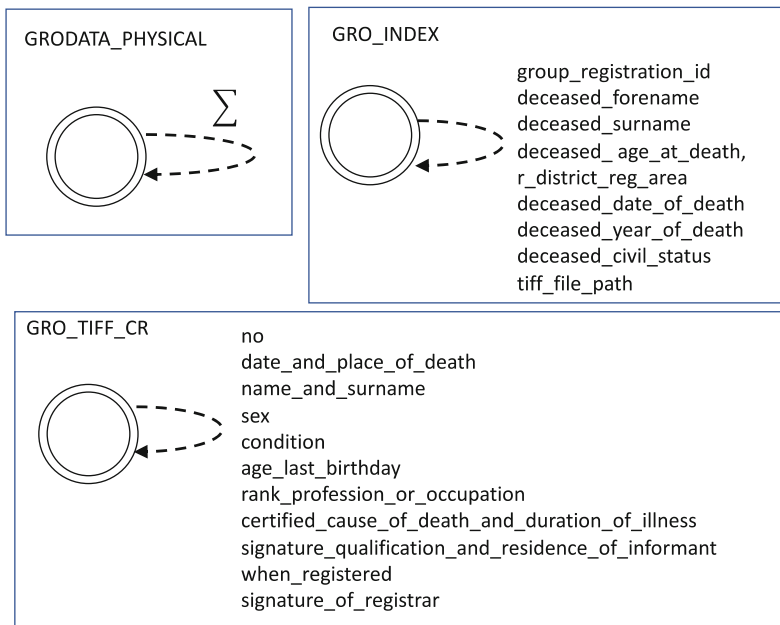 GRODATA_PHYSICAL
∑
GRO_INDEX
group_registration_id
deceased_forename
deceased_surname
deceased_ age_at_death,
r_district_reg_area
deceased_date_of_death
deceased_year_of_death
deceased_civil_status
tiff_file_path
GRO_TIFF_CR
no
date_and_place_of_death
name_and_surname
sex
condition
age_last_birthday
rank_profession_or_occupation
certified_cause_of_death_and_duration_of_illness
signature_qualification_and_residence_of_informant
when_registered
signature_of_registrar